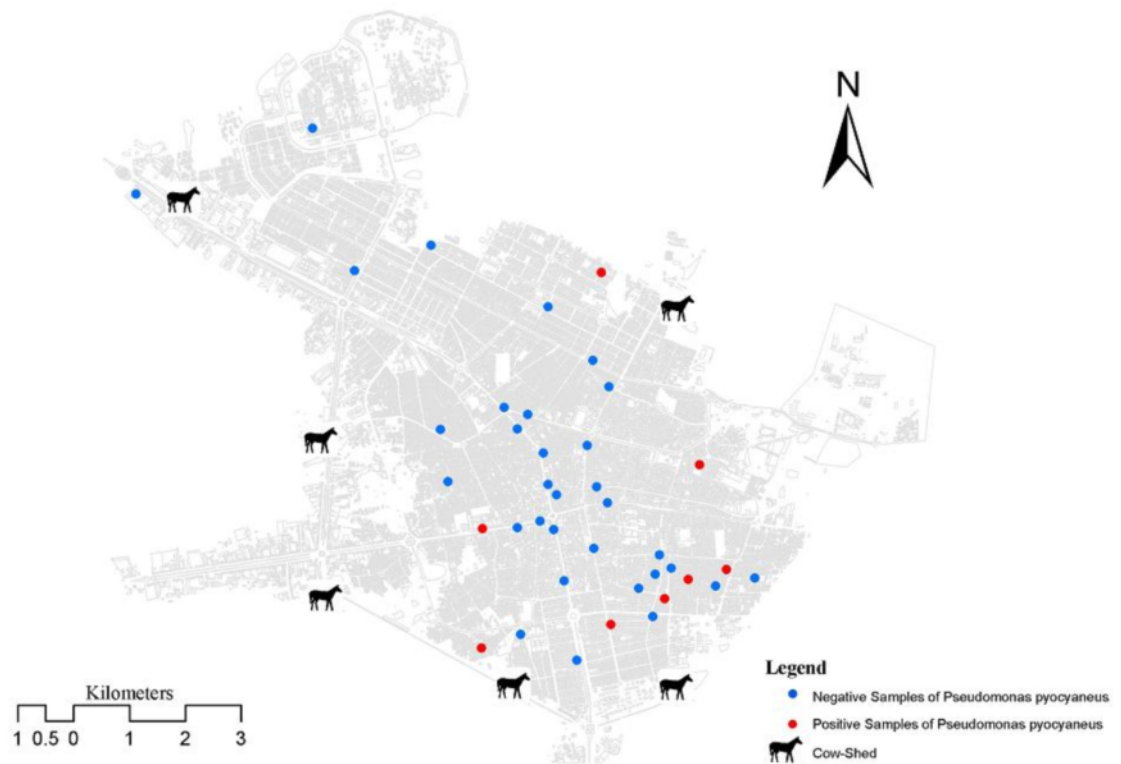 N
Kilometers
1 0.5 0 1 2 3
Legend
Negative Samples of Pseudomonas pyocyaneus
Positive Samples of Pseudomonas pyocyaneus
Cow-Shed